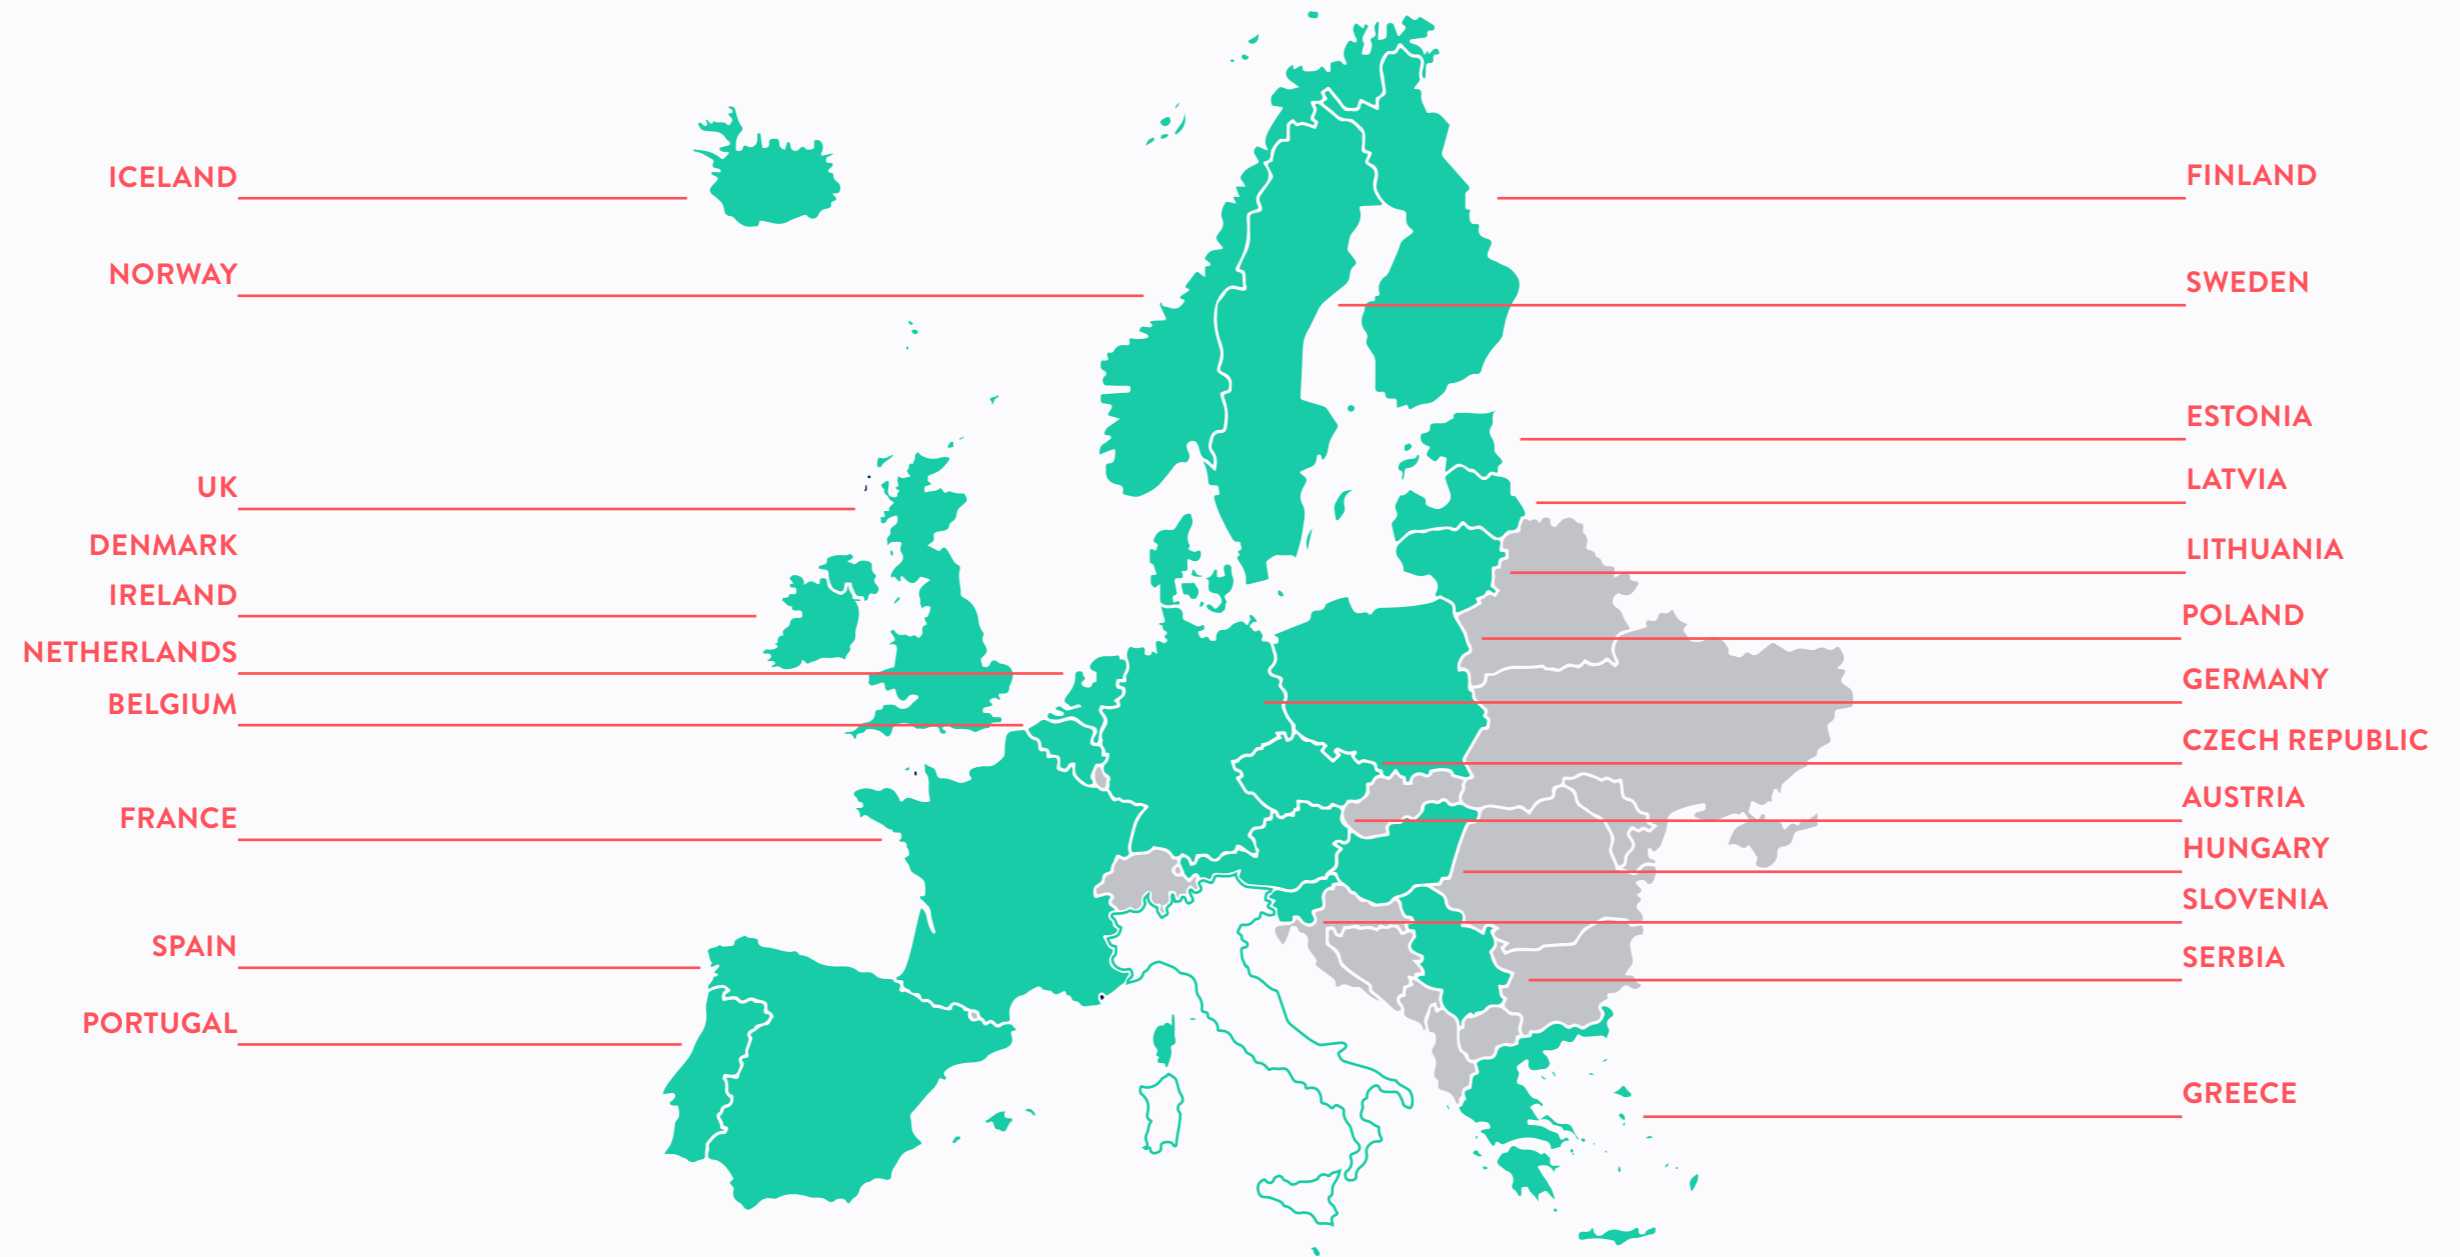 ICELAND
NORWAY
UK
DENMARK
IRELAND
NETHERLANDS
BELGIUM
FRANCE
SPAIN
PORTUGAL
FINLAND
SWEDEN
ESTONIA
LATVIA
LITHUANIA
POLAND
GERMANY
CZECH REPUBLIC
AUSTRIA
HUNGARY
SLOVENIA
SERBIA
GREECE